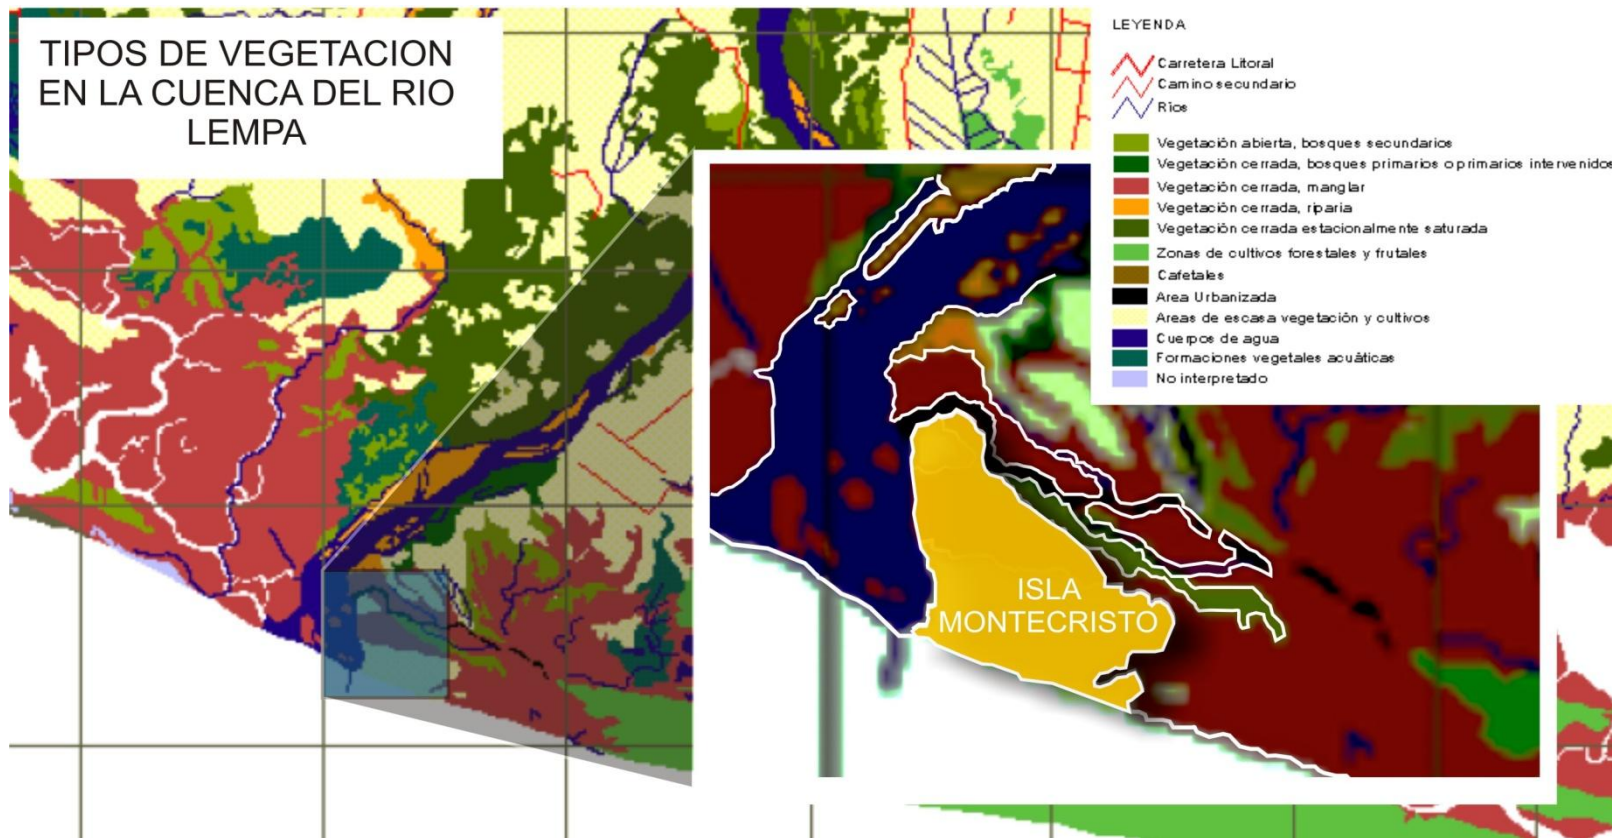 TIPOS DE VEGETACION
EN LA CUENCA DEL RIO
LEMPA
LEYENDA
Carretera Litoral
Camino secundario
Ríos
Vegetación abierta, bosques secundarios
Vegetación cerrada, bosques primarios o primarios intervenidos
Vegetación cerrada, manglar
Vegetación cerrada, riparia
Vegetación cerrada estacionalmente saturada
Zonas de cultivos forestales y frutales
Cafetales
Area Urbanizada
Areas de escasa vegetación y cultivos
Cuerpos de agua
Formaciones vegetales acuáticas
No interpretado
ISLA
MONTECRISTO